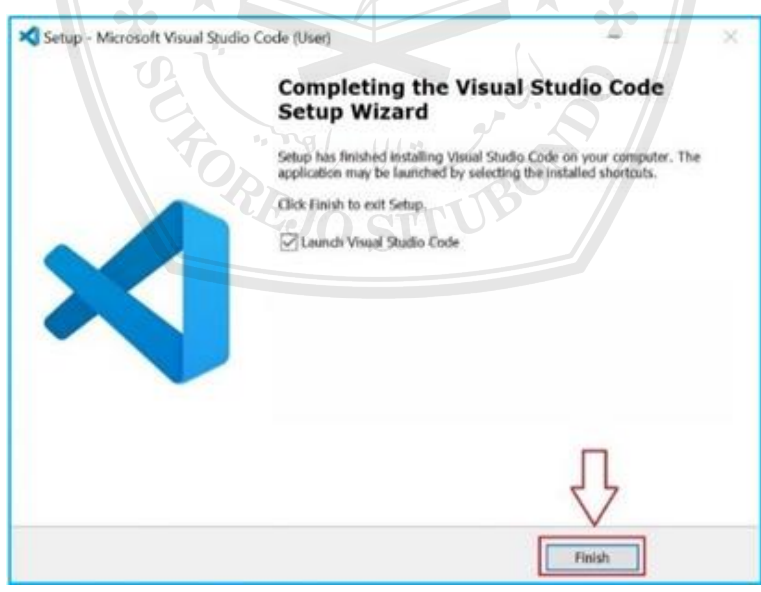 Setup - Microsoft Visual Studio Code (User)
Completing the Visual Studio Code
Setup Wizard
Setup has finished installing Visual Studio Code on your computer. The
application may be launched by selecting the installed shortcuts.
Click Finish to exit Setup.
Launch Visual Studio Code
SUKOREJO SITUBONDO
Finish